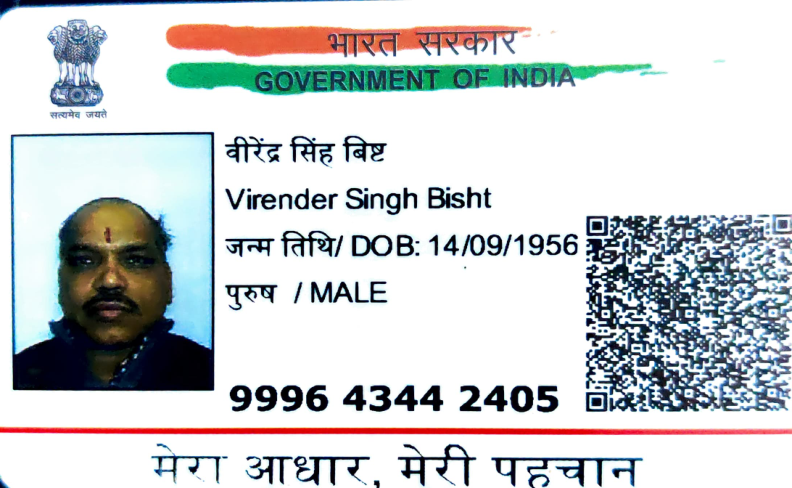 भारत सरकार
GOVERNMENT OF INDIA
सत्यमेव जयते
वीरेंद्र सिंह बिष्ट
Virender Singh Bisht
जन्म तिथि/ DOB: 14/09/1956
पुरुष / MALE
9996 4344 2405
मेरा आधार, मेरी पहचान